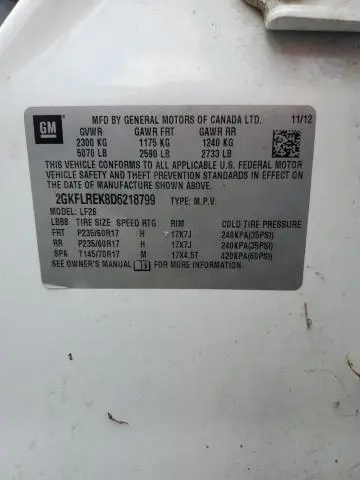 GM
MFD BY GENERAL MOTORS OF CANADA LTD. 11/12
GVWR GAWR FRT GAWR RR
2300 KG 1175 KG 1240 KG
5070 LB 2590 LB 2733 LB
THIS VEHICLE CONFORMS TO ALL APPLICABLE U.S. FEDERAL MOTOR
VEHICLE SAFETY AND THEFT PREVENTION STANDARDS IN EFFECT ON
THE DATE OF MANUFACTURE SHOWN ABOVE.
2GKFLREK8D6218799 TYPE: M.P.V.
MODEL: LF26
LBBB TIRE SIZE SPEED RTG RIM COLD TIRE PRESSURE
FRT P235/60R17 H 17X7J 240KPA(35PSI)
RR P235/60R17 H 17X7J 240KPA(35PSI)
SPA T145/70R17 M 17X4.5T 420KPA(60PSI)
SEE OWNER'S MANUAL FOR MORE INFORMATION.